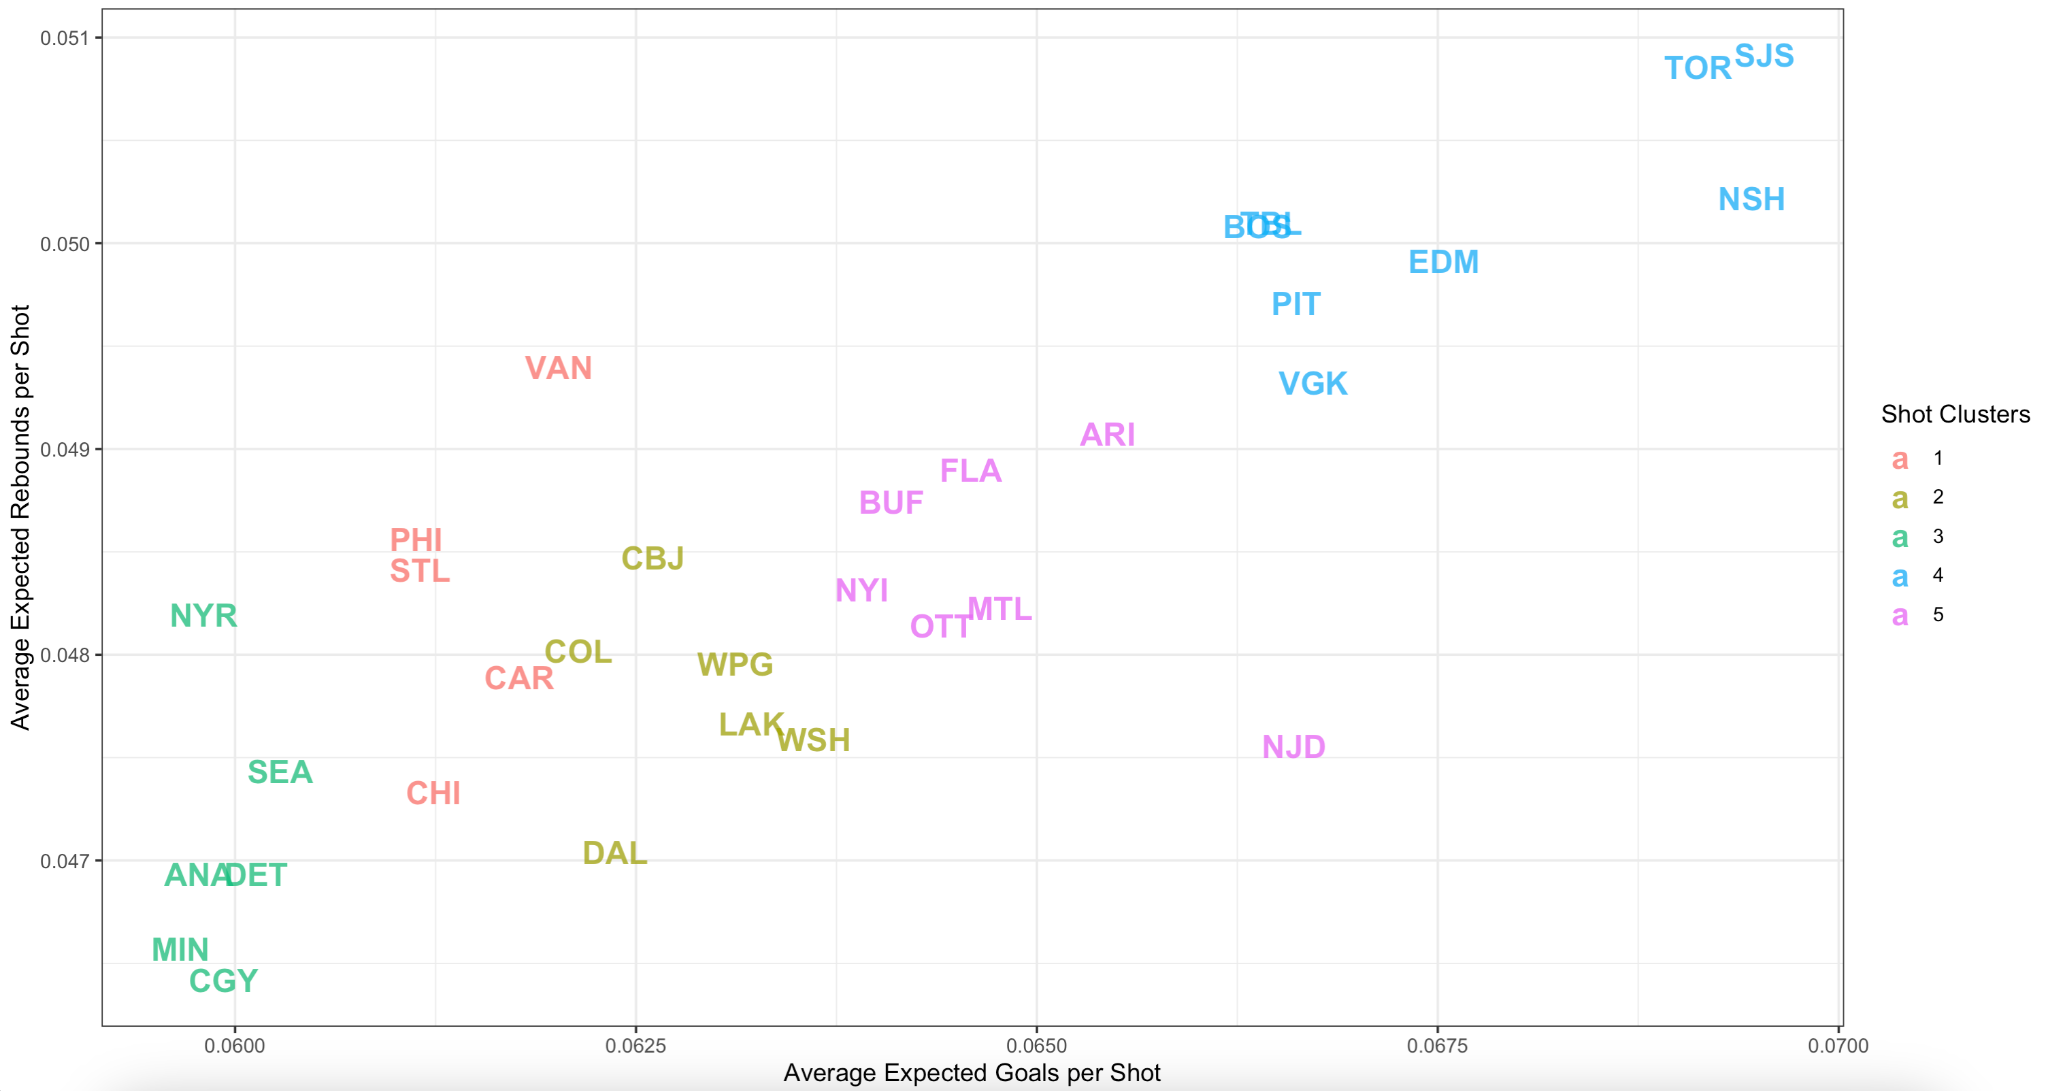 0.051
0.050
0.049
0.048
0.047
Average Expected Rebounds per Shot
TOR SJS
NSH
BOS TBL
EDM
PIT
VAN
VGK
ARI
FLA
BUF
PHI
CBJ
STL
NYI
MTL
NYR
OTT
COL
WPG
CAR
LAK
WSH
NJD
SEA
CHI
DAL
ANA DET
MIN
CGY
0.0600 0.0625 0.0650 0.0675 0.0700
Average Expected Goals per Shot
Shot Clusters
a 1
a 2
a 3
a 4
a 5